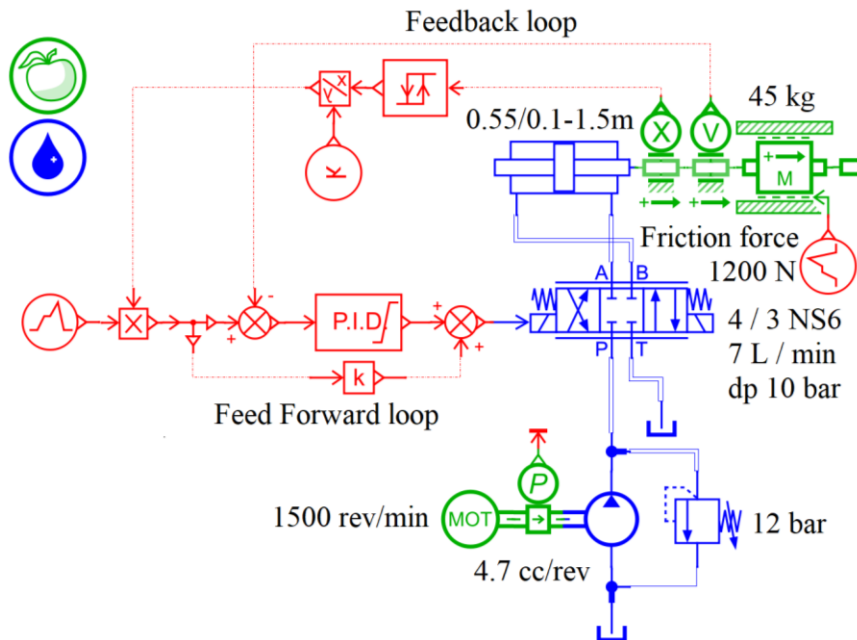 Feedback loop
x
y
K
0.55/0.1-1.5m
X
V
45 kg
+
M
+
+
Friction force
1200 N
A B
P T
4 / 3 NS6
7 L / min
dp 10 bar
X
-
+
P.I.D.
+
+
k
Feed Forward loop
1500 rev/min
MOT
P
4.7 cc/rev
12 bar